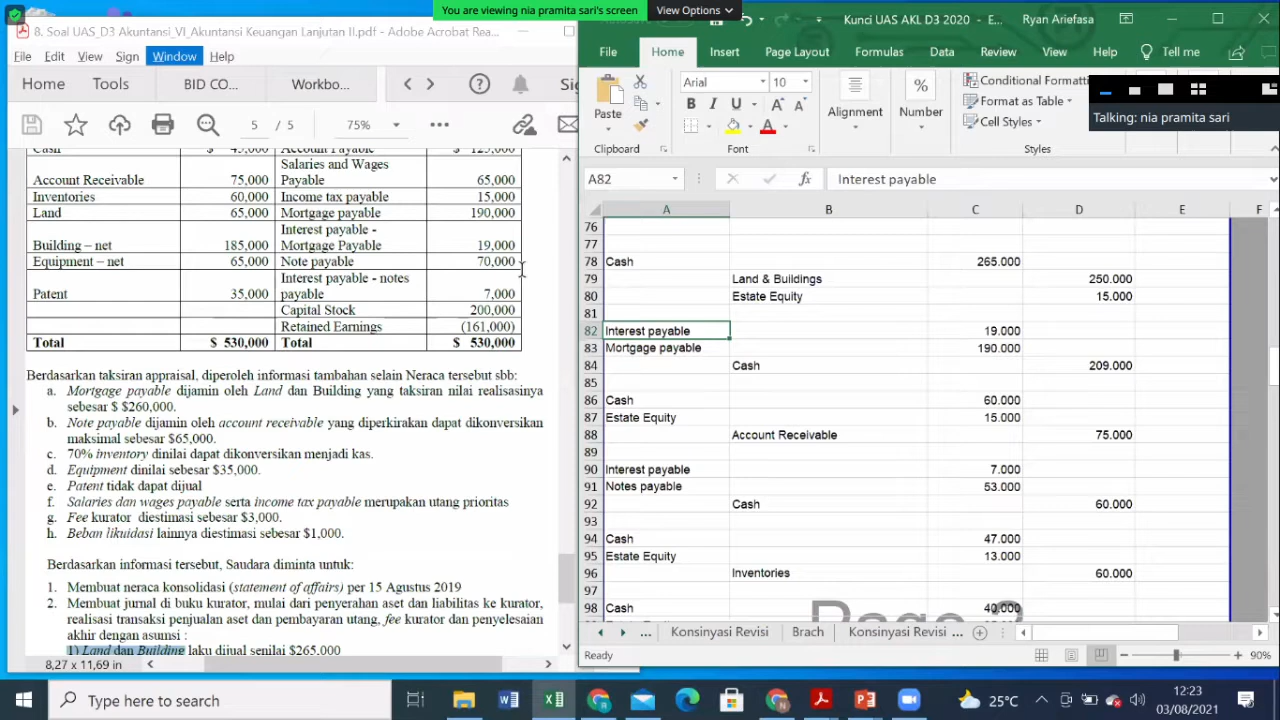 You are viewing nia pramita sari's screen
View Options
8. Soal UAS_D3 Akuntansi_VI_Akuntansi Keuangan Lanjutan II.pdf - Adobe Acrobat Rea...
File Edit View Sign Window Help
Home Tools BID CO... Workbo...
5 / 5 75%
Cash $ 45,000 Account Payable $ 125,000
Salaries and Wages
Account Receivable 75,000 Payable 65,000
Inventories 60,000 Income tax payable 15,000
Land 65,000 Mortgage payable 190,000
Interest payable -
Building – net 185,000 Mortgage Payable 19,000
Equipment – net 65,000 Note payable 70,000
Interest payable - notes
Patent 35,000 payable 7,000
Capital Stock 200,000
Retained Earnings (161,000)
Total $ 530,000 Total $ 530,000
Berdasarkan taksiran appraisal, diperoleh informasi tambahan selain Neraca tersebut sbb:
a. Mortgage payable dijamin oleh Land dan Building yang taksiran nilai realisasinya
sebesar $ $260,000.
b. Note payable dijamin oleh account receivable yang diperkirakan dapat dikonversikan
maksimal sebesar $65,000.
c. 70% inventory dinilai dapat dikonversikan menjadi kas.
d. Equipment dinilai sebesar $35,000.
e. Patent tidak dapat dijual
f. Salaries dan wages payable serta income tax payable merupakan utang prioritas
g. Fee kurator diestimasi sebesar $3,000.
h. Beban likuidasi lainnya diestimasi sebesar $1,000.
Berdasarkan informasi tersebut, Saudara diminta untuk:
1. Membuat neraca konsolidasi (statement of affairs) per 15 Agustus 2019
2. Membuat jurnal di buku kurator, mulai dari penyerahan aset dan liabilitas ke kurator,
realisasi transaksi penjualan aset dan pembayaran utang, fee kurator dan penyelesaian
akhir dengan asumsi :
1) Land dan Building laku dijual senilai $265.000
8,27 x 11,69 in
Kunci UAS AKL D3 2020 - E... Ryan Ariefasa
File Home Insert Page Layout Formulas Data Review View Help Tell me
Paste
Clipboard
Arial 10
B I U
Font
Alignment
Number
Conditional Formatti
Format as Table
Cell Styles
Styles
Talking: nia pramita sari
A82 fx Interest payable
A B C D E F
76
77
78 Cash 265.000
79 Land & Buildings 250.000
80 Estate Equity 15.000
81
82 Interest payable 19.000
83 Mortgage payable 190.000
84 Cash 209.000
85
86 Cash 60.000
87 Estate Equity 15.000
88 Account Receivable 75.000
89
90 Interest payable 7.000
91 Notes payable 53.000
92 Cash 60.000
93
94 Cash 47.000
95 Estate Equity 13.000
96 Inventories 60.000
97
98 Cash 40.000
... Konsinyasi Revisi Brach Konsinyasi Revisi ...
Ready 90%
Type here to search
25°C
12:23
03/08/2021